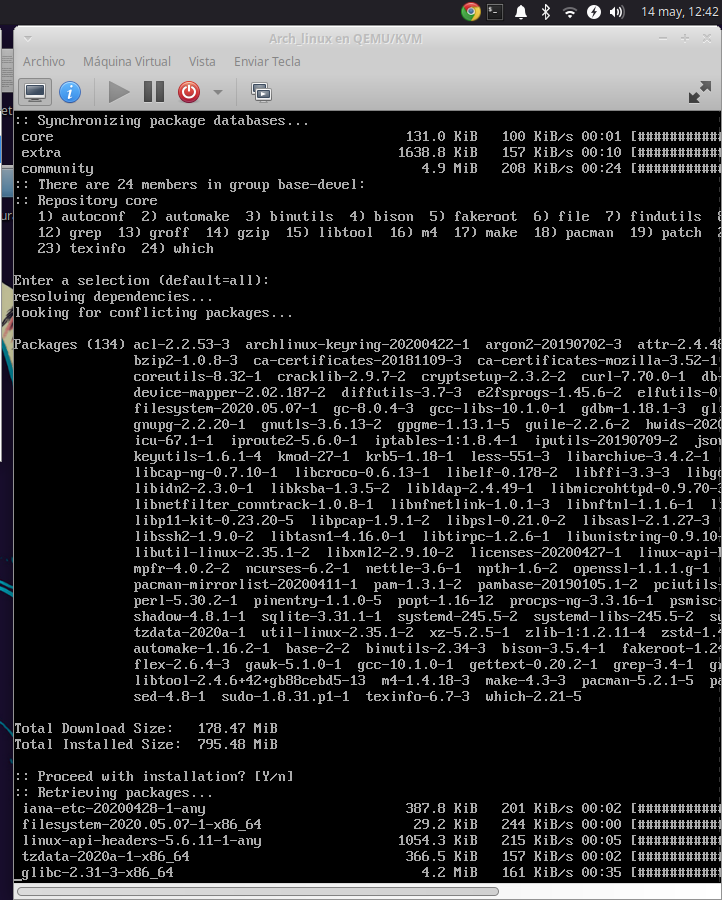 14 may, 12:42
Arch_linux en QEMU/KVM
Archivo Máquina Virtual Vista Enviar Tecla
:: Synchronizing package databases...
core 131.0 KiB 100 KiB/s 00:01 [###########
extra 1638.8 KiB 157 KiB/s 00:10 [###########
community 4.9 MiB 208 KiB/s 00:24 [###########
:: There are 24 members in group base-devel:
:: Repository core
1) autoconf 2) automake 3) binutils 4) bison 5) fakeroot 6) file 7) findutils 8
12) grep 13) groff 14) gzip 15) libtool 16) m4 17) make 18) pacman 19) patch 2
23) texinfo 24) which
Enter a selection (default=all):
resolving dependencies...
looking for conflicting packages...
Packages (134) acl-2.2.53-3 archlinux-keyring-20200422-1 argon2-20190702-3 attr-2.4.48
bzip2-1.0.8-3 ca-certificates-20181109-3 ca-certificates-mozilla-3.52-1
coreutils-8.32-1 cracklib-2.9.7-2 cryptsetup-2.3.2-2 curl-7.70.0-1 db-
device-mapper-2.02.187-2 diffutils-3.7-3 e2fsprogs-1.45.6-2 elfutils-0
filesystem-2020.05.07-1 gc-8.0.4-3 gcc-libs-10.1.0-1 gdbm-1.18.1-3 gli
gnupg-2.2.20-1 gnutls-3.6.13-2 gpgme-1.13.1-5 guile-2.2.6-2 hwids-2020
icu-67.1-1 iproute2-5.6.0-1 iptables-1:1.8.4-1 iputils-20190709-2 json
keyutils-1.6.1-4 kmod-27-1 krb5-1.18-1 less-551-3 libarchive-3.4.2-1
libcap-ng-0.7.10-1 libcroco-0.6.13-1 libelf-0.178-2 libffi-3.3-3 libgc
libidn2-2.3.0-1 libksba-1.3.5-2 libldap-2.4.49-1 libmicrohttpd-0.9.70-3
libnetfilter_conntrack-1.0.8-1 libnfnetlink-1.0.1-3 libnftnl-1.1.6-1 li
libp11-kit-0.23.20-5 libpcap-1.9.1-2 libpsl-0.21.0-2 libsasl-2.1.27-3
libssh2-1.9.0-2 libtasn1-4.16.0-1 libtirpc-1.2.6-1 libunistring-0.9.10-
libutil-linux-2.35.1-2 libxml2-2.9.10-2 licenses-20200427-1 linux-api-h
mpfr-4.0.2-2 ncurses-6.2-1 nettle-3.6-1 npth-1.6-2 openssl-1.1.1.g-1
pacman-mirrorlist-20200411-1 pam-1.3.1-2 pambase-20190105.1-2 pciutils-
perl-5.30.2-1 pinentry-1.1.0-5 popt-1.16-12 procps-ng-3.3.16-1 psmisc-
shadow-4.8.1-1 sqlite-3.31.1-1 systemd-245.5-2 systemd-libs-245.5-2 sy
tzdata-2020a-1 util-linux-2.35.1-2 xz-5.2.5-1 zlib-1:1.2.11-4 zstd-1.4
automake-1.16.2-1 base-2-2 binutils-2.34-3 bison-3.5.4-1 fakeroot-1.24
flex-2.6.4-3 gawk-5.1.0-1 gcc-10.1.0-1 gettext-0.20.2-1 grep-3.4-1 gr
libtool-2.4.6+42+gb88cebd5-13 m4-1.4.18-3 make-4.3-3 pacman-5.2.1-5 pa
sed-4.8-1 sudo-1.8.31.p1-1 texinfo-6.7-3 which-2.21-5
Total Download Size: 178.47 MiB
Total Installed Size: 795.48 MiB
:: Proceed with installation? [Y/n]
:: Retrieving packages...
iana-etc-20200428-1-any 387.8 KiB 201 KiB/s 00:02 [###########
filesystem-2020.05.07-1-x86_64 29.2 KiB 244 KiB/s 00:00 [###########
linux-api-headers-5.6.11-1-any 1054.3 KiB 215 KiB/s 00:05 [###########
tzdata-2020a-1-x86_64 366.5 KiB 157 KiB/s 00:02 [###########
_glibc-2.31-3-x86_64 4.2 MiB 161 KiB/s 00:35 [###########